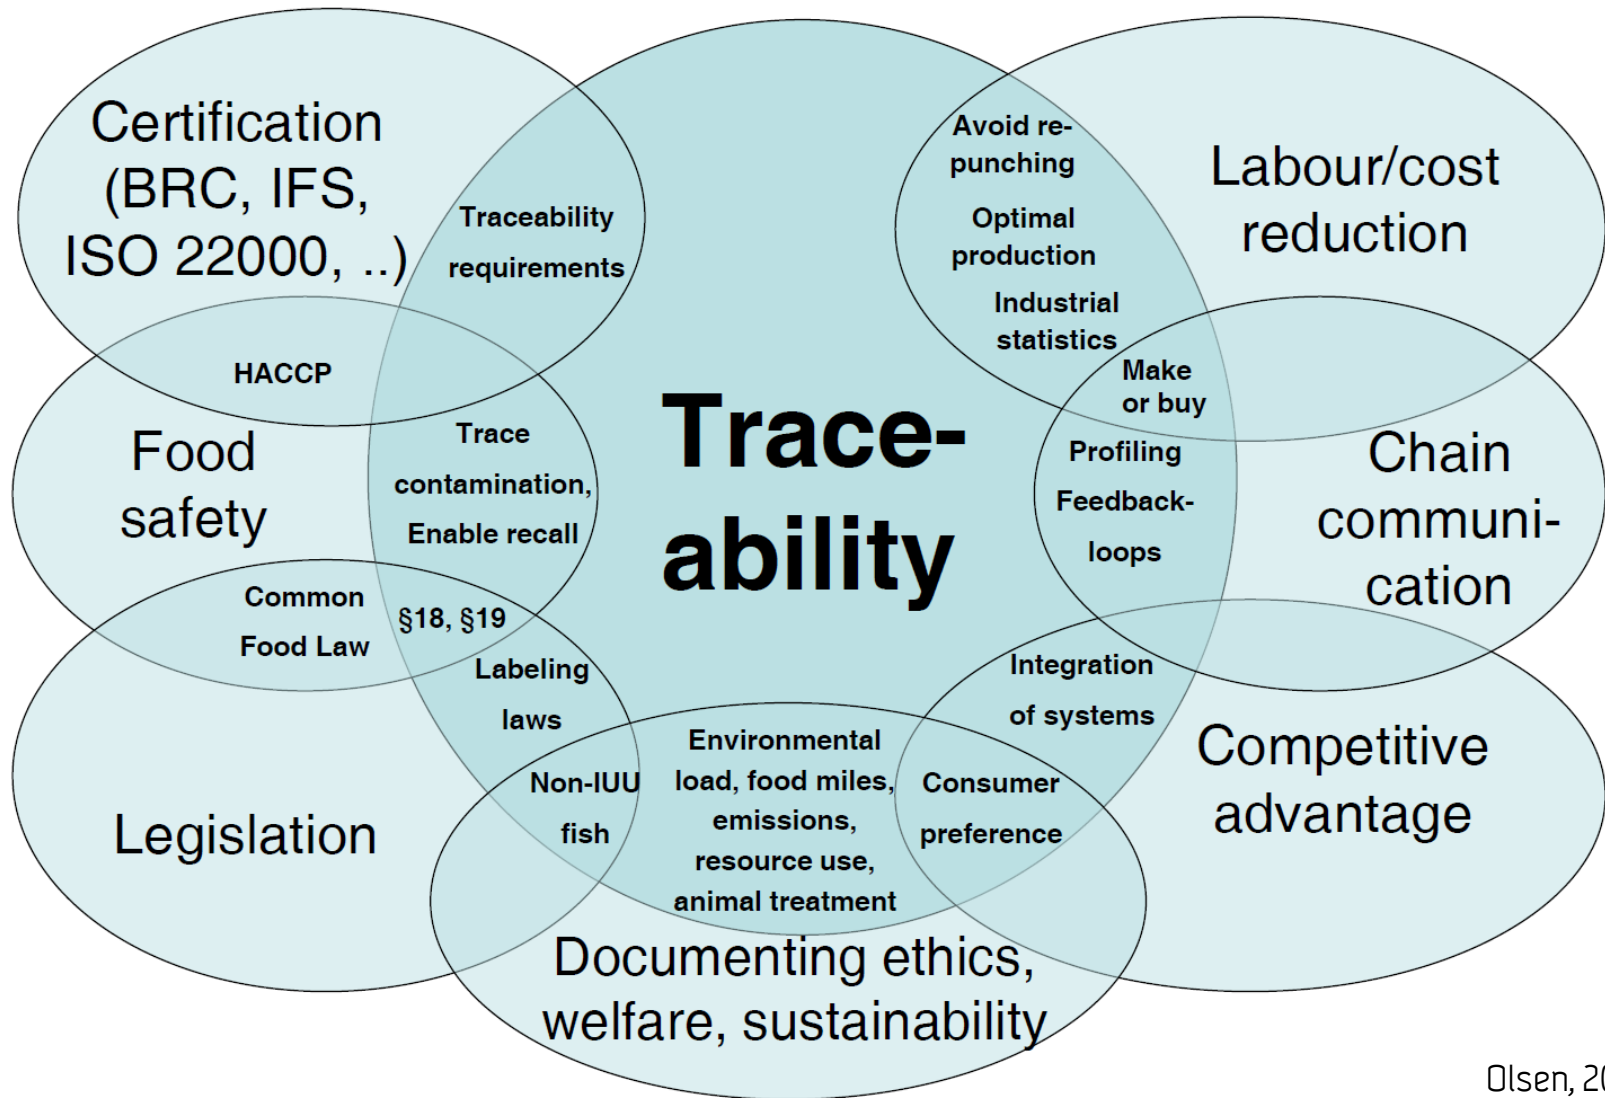 Certification
(BRC, IFS,
ISO 22000, ..)
Traceability
requirements
HACCP
Food
safety
Trace
contamination,
Enable recall
Common
Food Law
§18, §19
Labeling
laws
Legislation
Non-IUU
fish
Trace-
ability
Environmental
load, food miles,
emissions,
resource use,
animal treatment
Documenting ethics,
welfare, sustainability
Avoid re-
punching
Optimal
production
Industrial
statistics
Labour/cost
reduction
Make
or buy
Profiling
Feedback-
loops
Chain
communi-
cation
Integration
of systems
Consumer
preference
Competitive
advantage
Olsen,